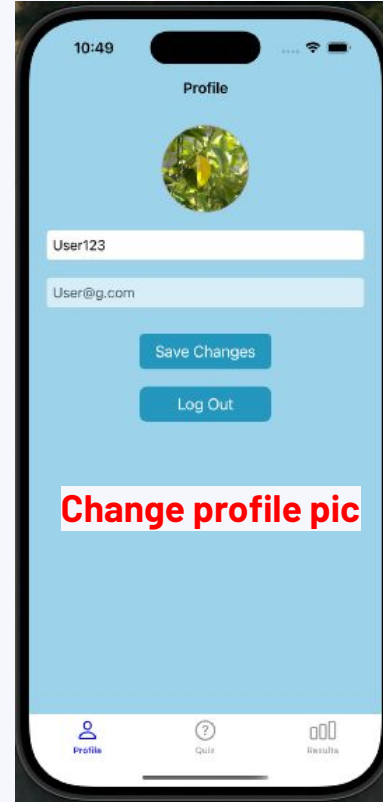 10:49
Profile
User123
User@g.com
Save Changes
Log Out
Change profile pic
Profile Quiz Results